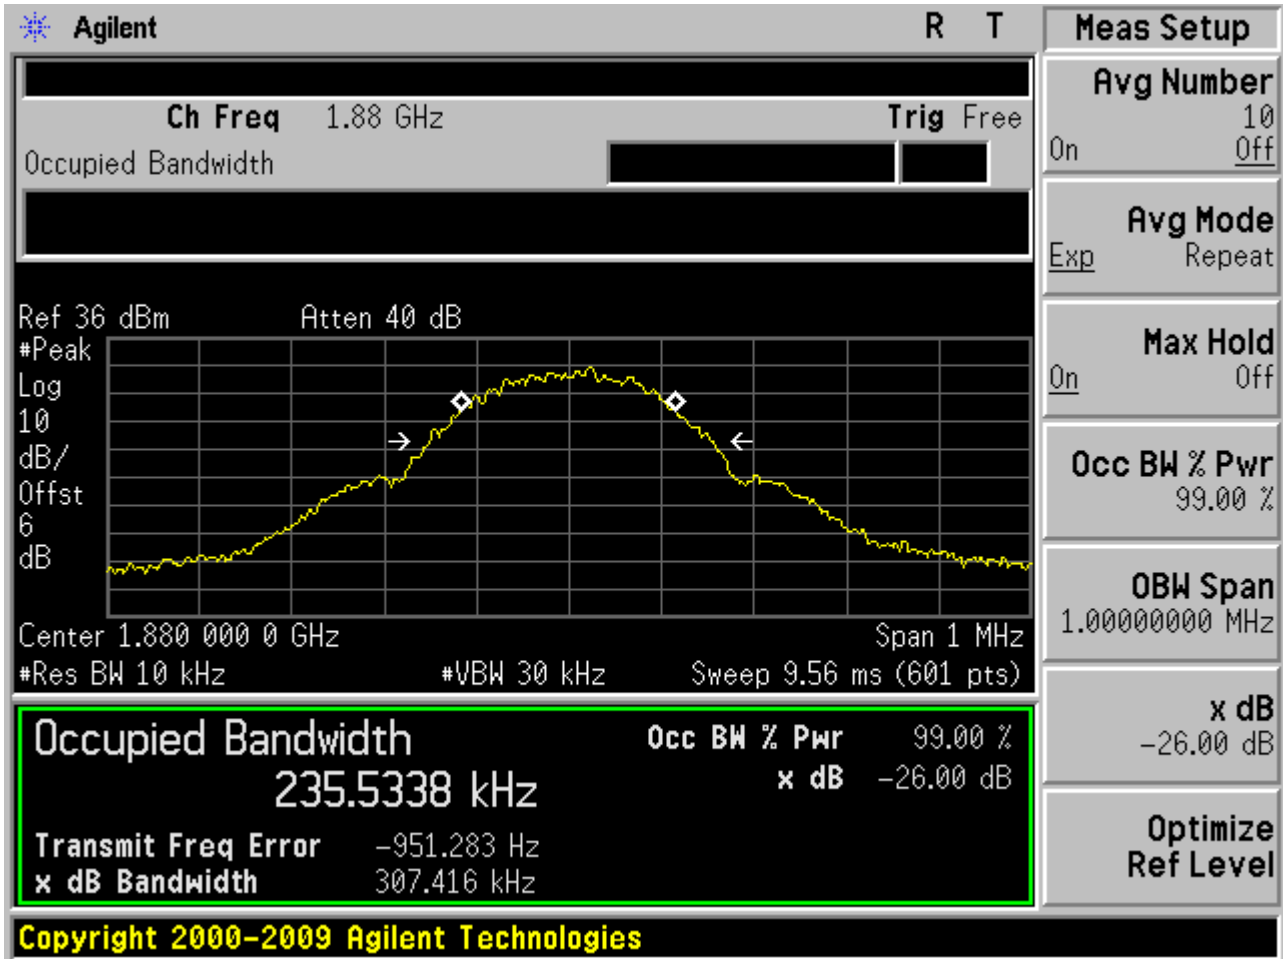 Agilent R T
Meas Setup
Ch Freq 1.88 GHz Trig Free
Occupied Bandwidth
Avg Number
10
On Off
Avg Mode
Exp Repeat
Max Hold
On Off
Occ BW % Pwr
99.00 %
OBW Span
1.00000000 MHz
x dB
-26.00 dB
Optimize
Ref Level
Ref 36 dBm Atten 40 dB
#Peak
Log
10
dB/
Offst
6
dB
Center 1.880 000 0 GHz Span 1 MHz
#Res BW 10 kHz #VBW 30 kHz Sweep 9.56 ms (601 pts)
Occupied Bandwidth Occ BW % Pwr 99.00 %
235.5338 kHz x dB -26.00 dB
Transmit Freq Error -951.283 Hz
x dB Bandwidth 307.416 kHz
Copyright 2000-2009 Agilent Technologies